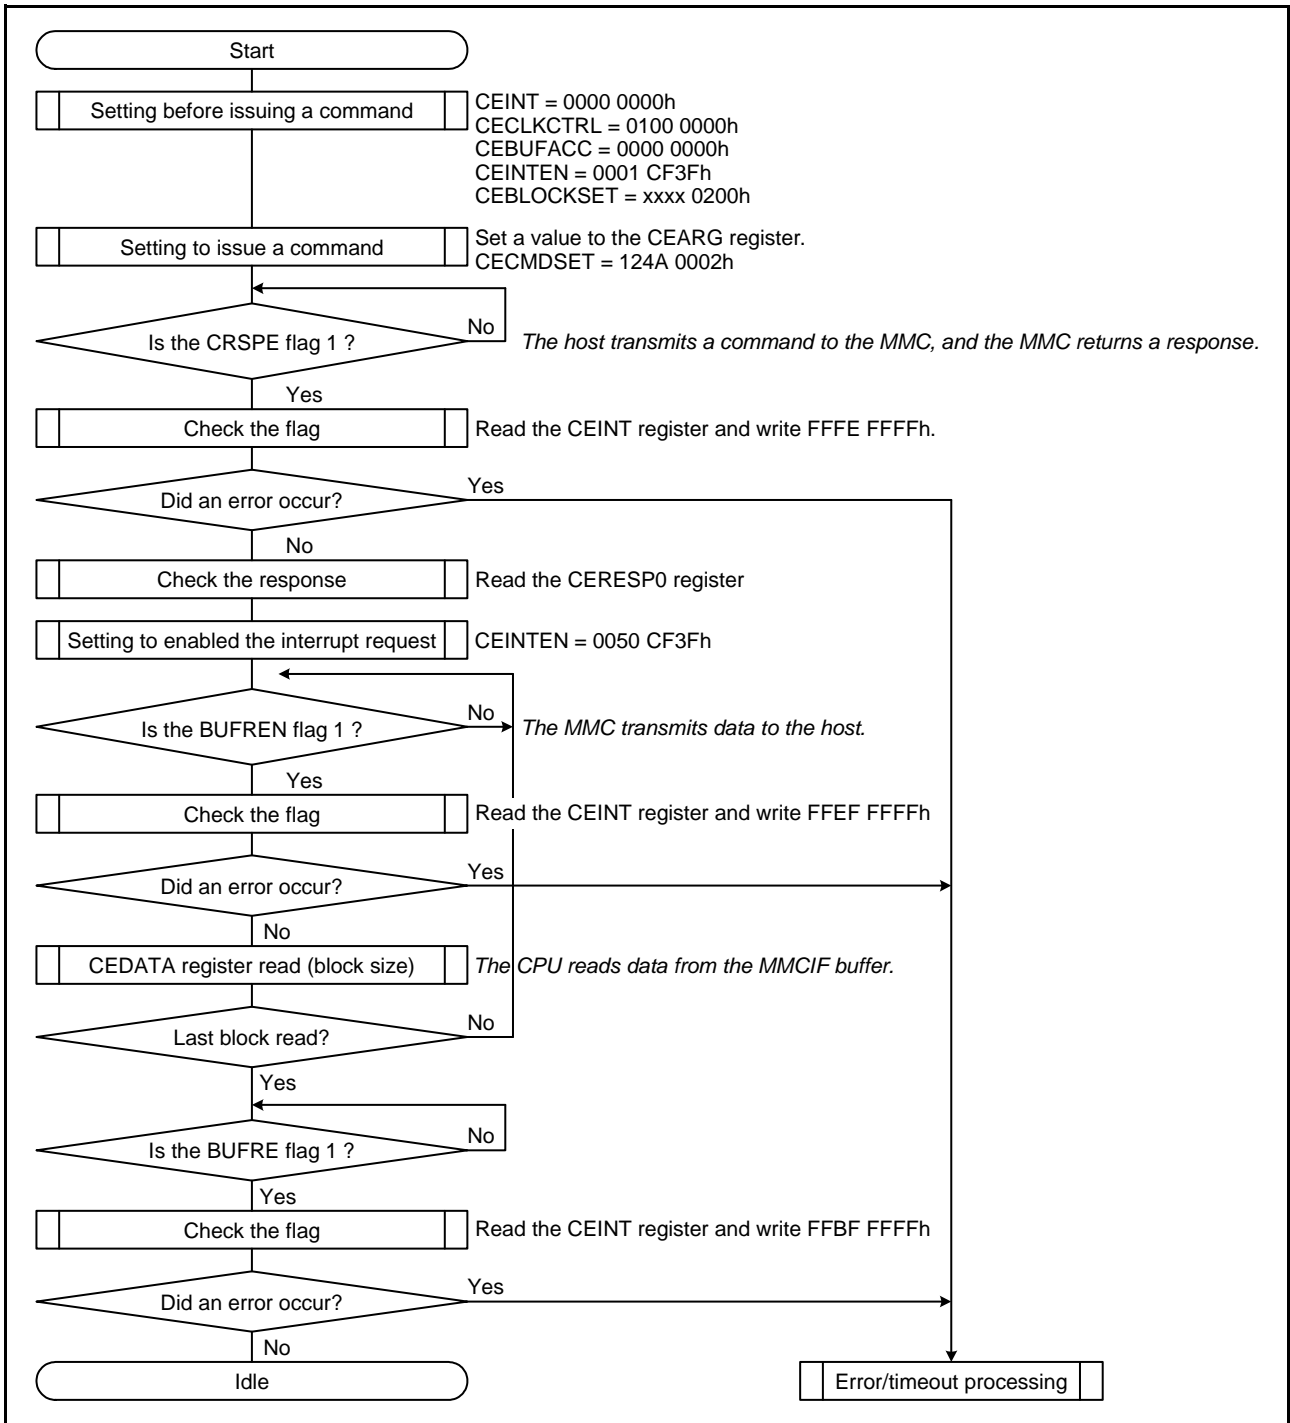 Start
Setting before issuing a command
CEINT = 0000 0000h
CECLKCTRL = 0100 0000h
CEBUFACC = 0000 0000h
CEINTEN = 0001 CF3Fh
CEBLOCKSET = xxxx 0200h
Setting to issue a command
Set a value to the CEARG register.
CECMDSET = 124A 0002h
Is the CRSPE flag 1 ?
No
The host transmits a command to the MMC, and the MMC returns a response.
Yes
Check the flag
Read the CEINT register and write FFFE FFFFh.
Did an error occur?
Yes
No
Check the response
Read the CERESP0 register
Setting to enabled the interrupt request
CEINTEN = 0050 CF3Fh
Is the BUFREN flag 1 ?
No
The MMC transmits data to the host.
Yes
Check the flag
Read the CEINT register and write FFEF FFFFh
Did an error occur?
Yes
No
CEDATA register read (block size)
The CPU reads data from the MMCIF buffer.
Last block read?
No
Yes
Is the BUFRE flag 1 ?
No
Yes
Check the flag
Read the CEINT register and write FFBF FFFFh
Did an error occur?
Yes
No
Idle
Error/timeout processing